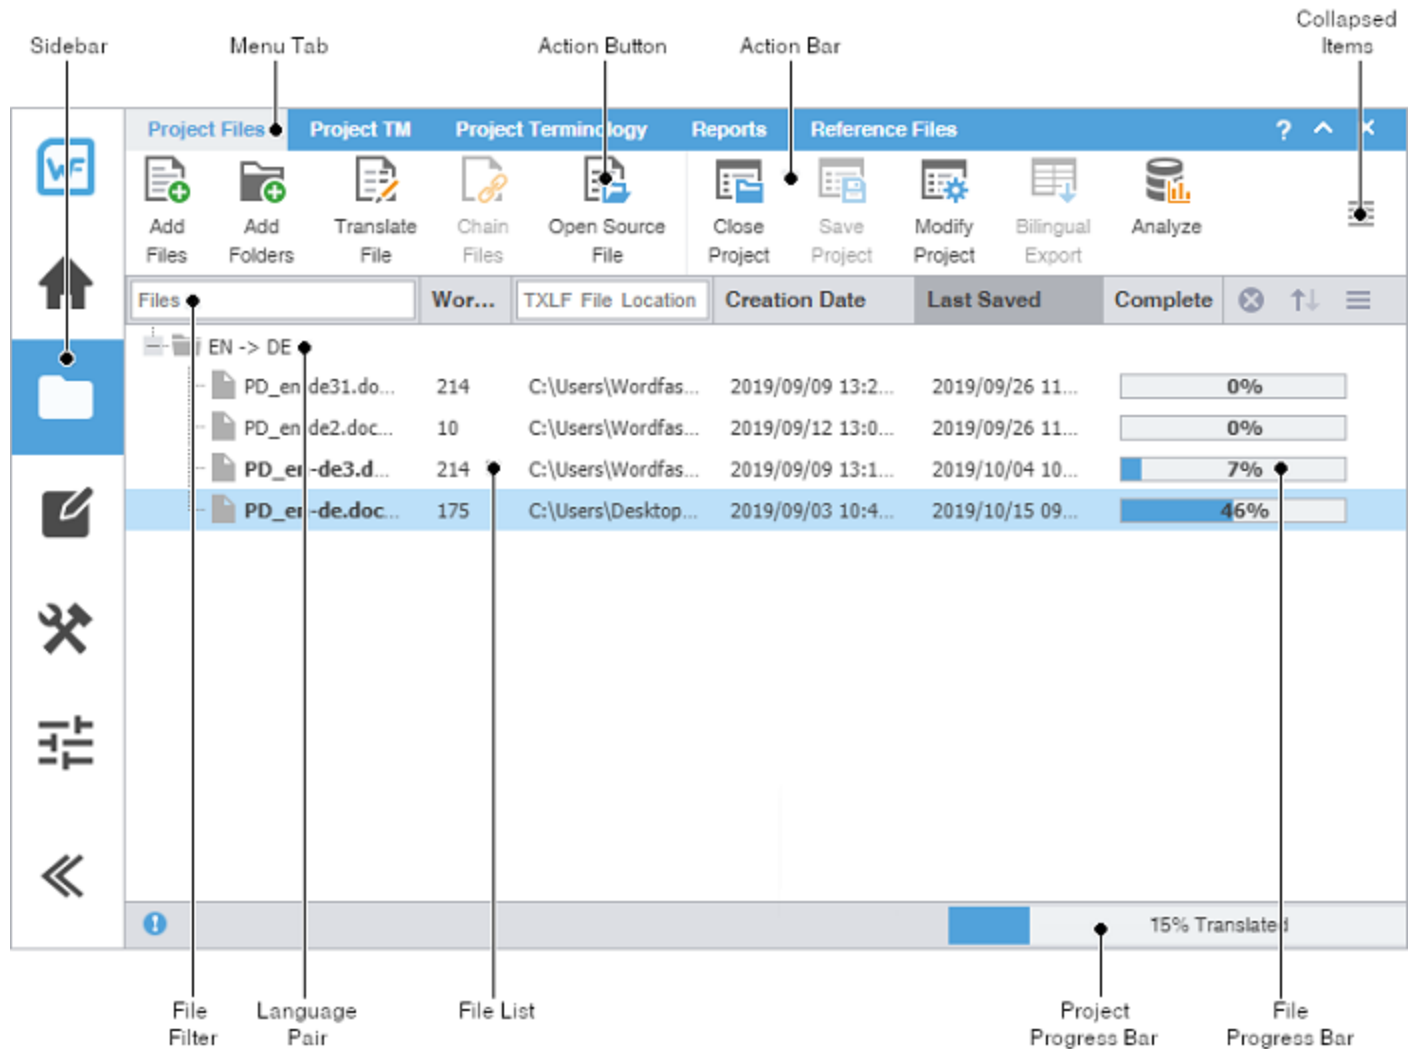 Collapsed
Sidebar Menu Tab Action Button Action Bar Items
Project Files Project TM Project Terminology Reports Reference Files ?
WF
Add Add Translate Chain Open Source Close Save Modify Bilingual Analyze
Files Folders File Files File Project Project Project Export
Files Wor... TXLF File Location Creation Date Last Saved Complete
EN -> DE
PD_en-de31.do... 214 C:\Users\Wordfas... 2019/09/09 13:2... 2019/09/26 11... 0%
PD_en-de2.doc... 10 C:\Users\Wordfas... 2019/09/12 13:0... 2019/09/26 11... 0%
PD_en-de3.d... 214 C:\Users\Wordfas... 2019/09/09 13:1... 2019/10/04 10... 7%
PD_en-de.doc... 175 C:\Users\Desktop... 2019/09/03 10:4... 2019/10/15 09... 46%
15% Translated
File Language File List Project File
Filter Pair Progress Bar Progress Bar